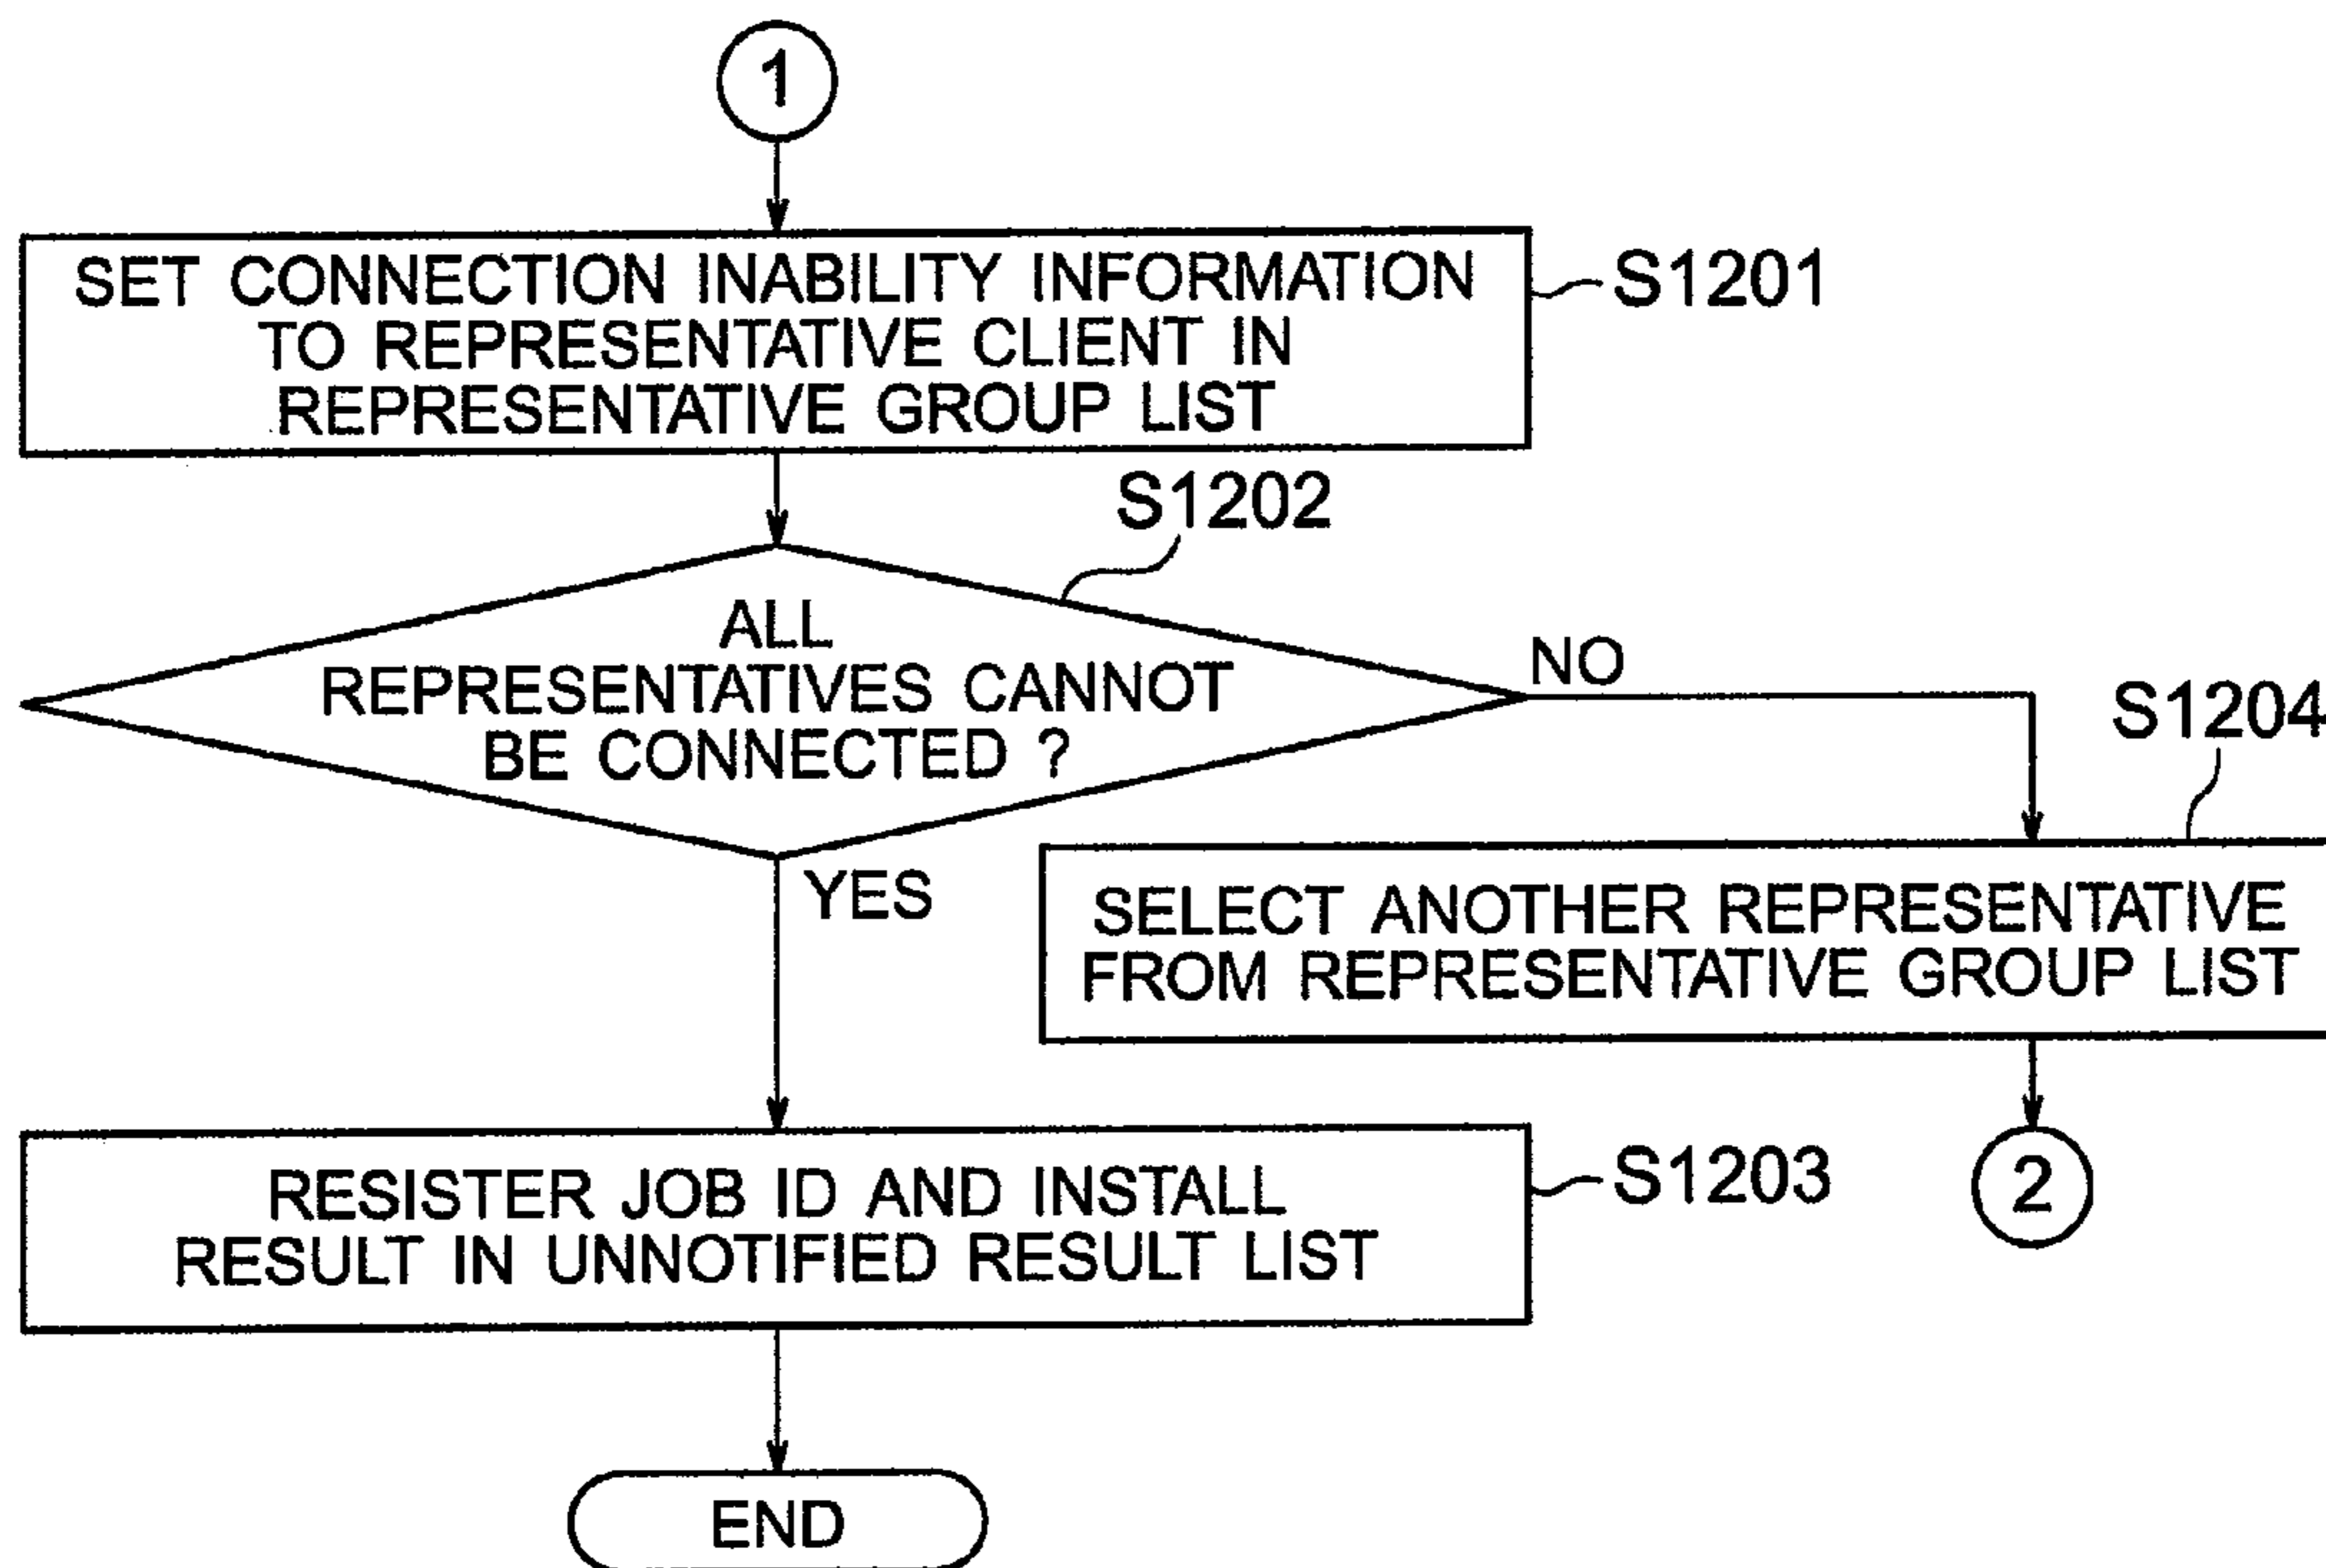 1
SET CONNECTION INABILITY INFORMATION
TO REPRESENTATIVE CLIENT IN
REPRESENTATIVE GROUP LIST
S1201
S1202
ALL
REPRESENTATIVES CANNOT
BE CONNECTED ?
NO
S1204
YES
SELECT ANOTHER REPRESENTATIVE
FROM REPRESENTATIVE GROUP LIST
RESISTER JOB ID AND INSTALL
RESULT IN UNNOTIFIED RESULT LIST
S1203
2
END